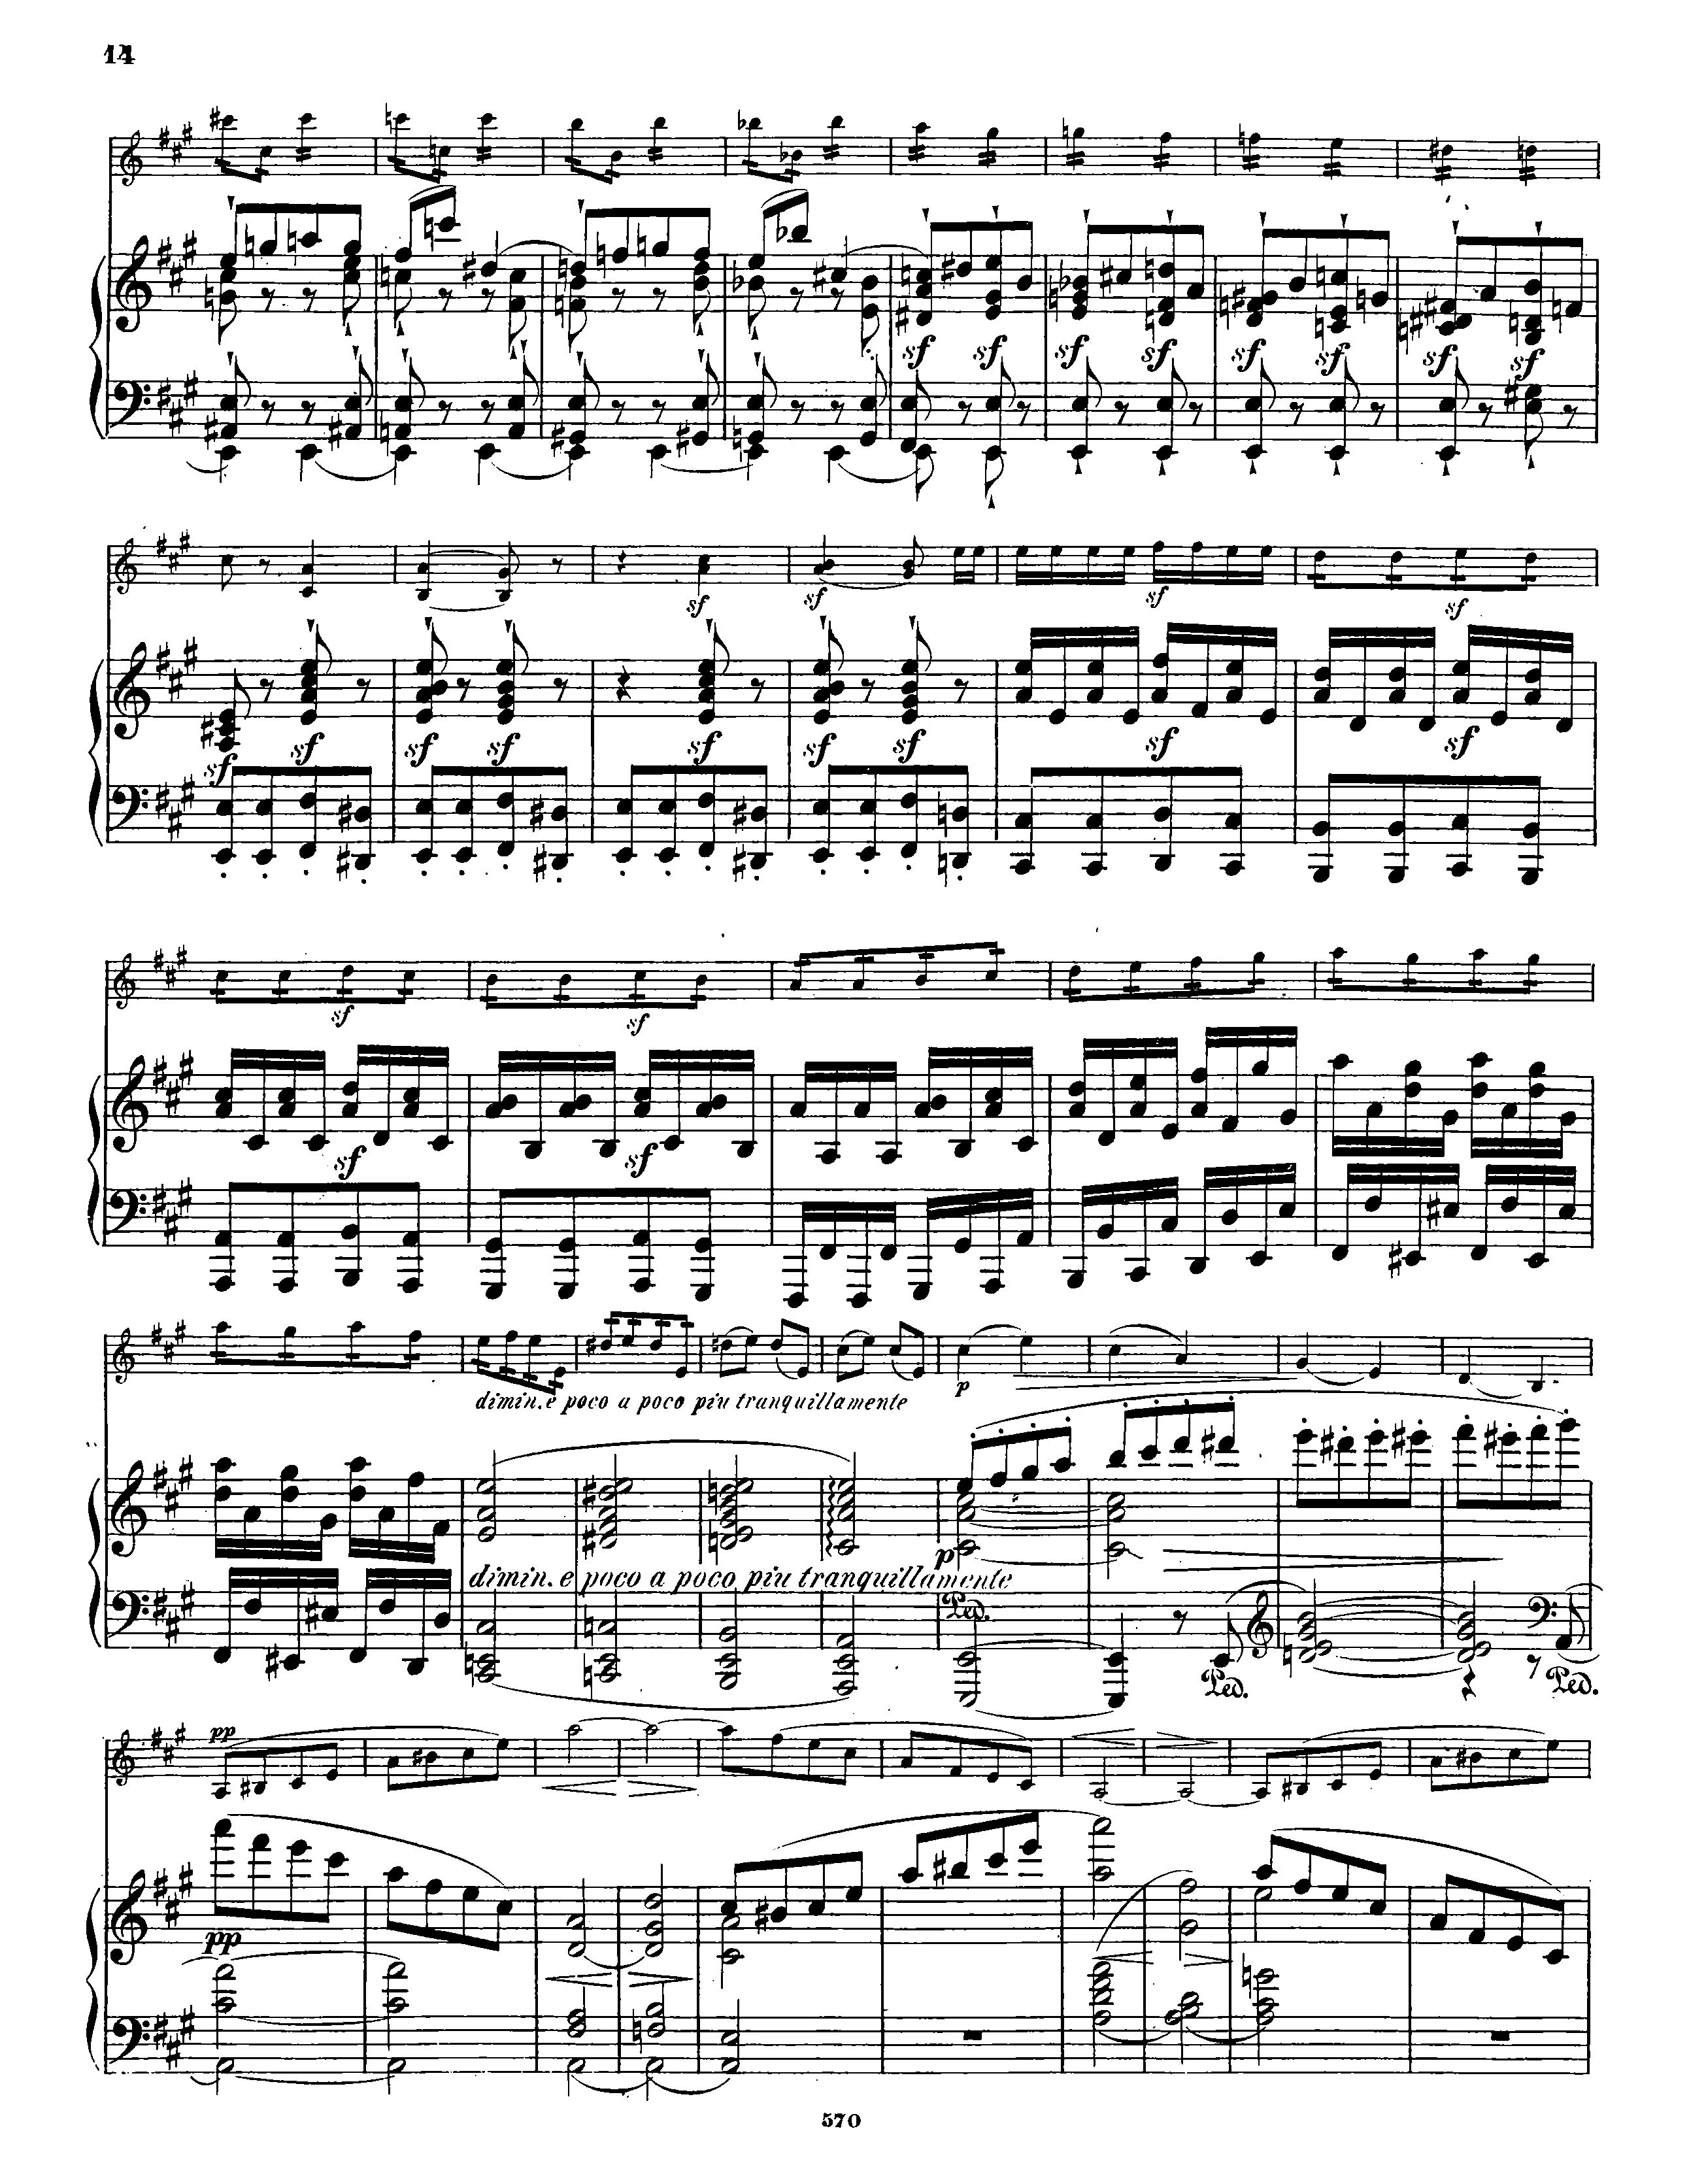 14
sf sf sf sf sf sf sf sf
sf sf sf
sf sf sf sf sf sf sf sf
sf sf
sf sf
dimin. e poco a poco piu tranquillamente
p
p
dimin. e poco a poco piu tranquillamente
Ped. Ped. Ped.
pp
pp
570